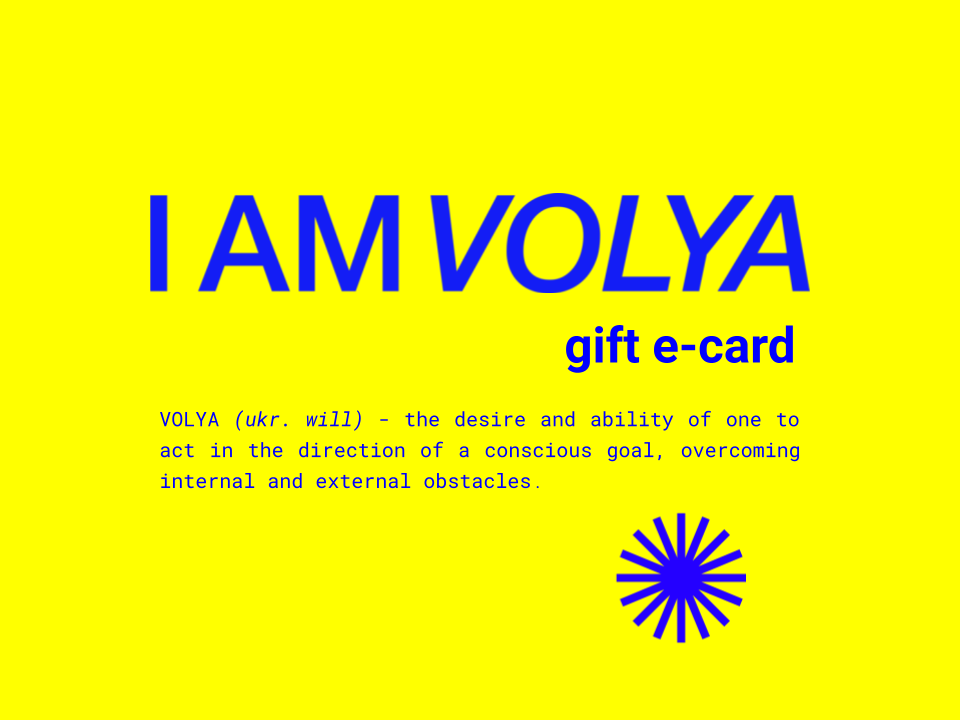 I AM VOLYA
gift e-card
VOLYA (ukr. will) - the desire and ability of one to
act in the direction of a conscious goal, overcoming
internal and external obstacles.